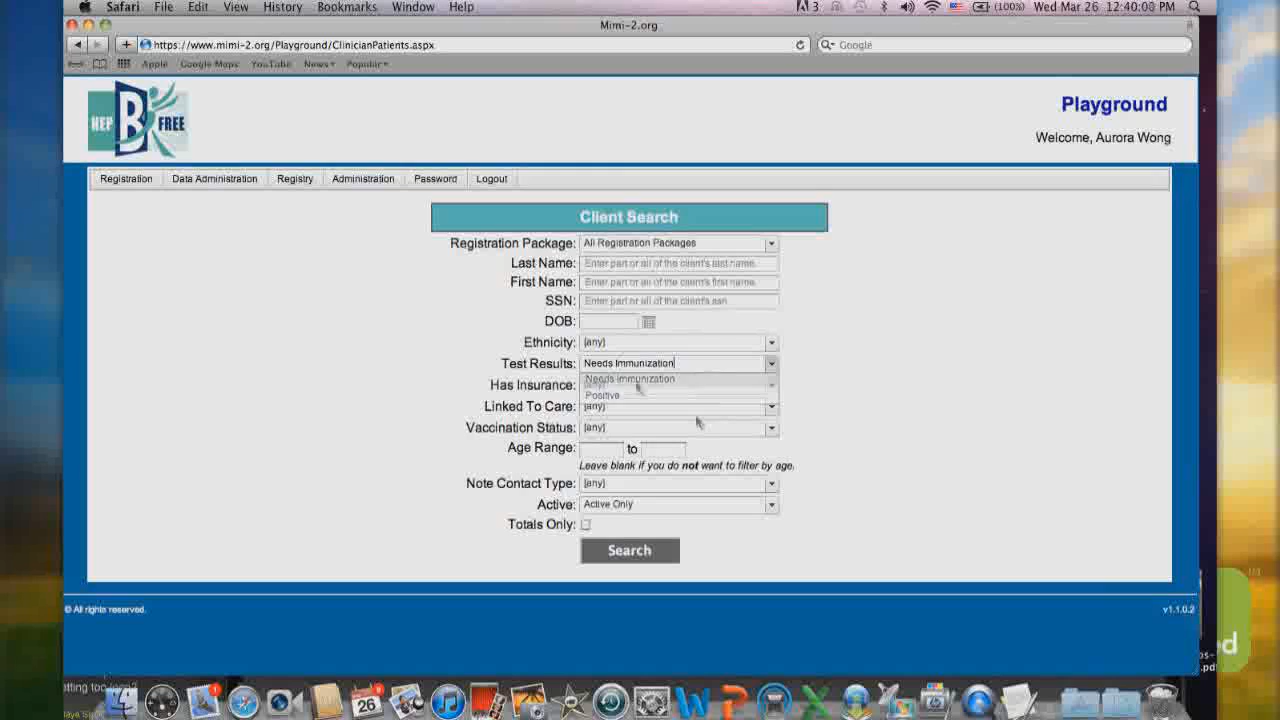 Safari File Edit View History Bookmarks Window Help 3 (100%) Wed Mar 26 12:40:00 PM
Mimi-2.org
https://www.mimi-2.org/Playground/ClinicianPatients.aspx Google
Apple Google Maps YouTube News Popular
HEP B FREE
Playground
Welcome, Aurora Wong
Registration Data Administration Registry Administration Password Logout
Client Search
Registration Package: All Registration Packages
Last Name: Enter part or all of the client's last name.
First Name: Enter part or all of the client's first name.
SSN: Enter part or all of the client's ssn.
DOB:
Ethnicity: [any]
Test Results: Needs Immunization
Needs Immunization
Has Insurance: [any]
Positive
Linked To Care: [any]
Vaccination Status: [any]
Age Range: to
Leave blank if you do not want to filter by age.
Note Contact Type: [any]
Active: Active Only
Totals Only:
Search
© All rights reserved. v1.1.0.2
26